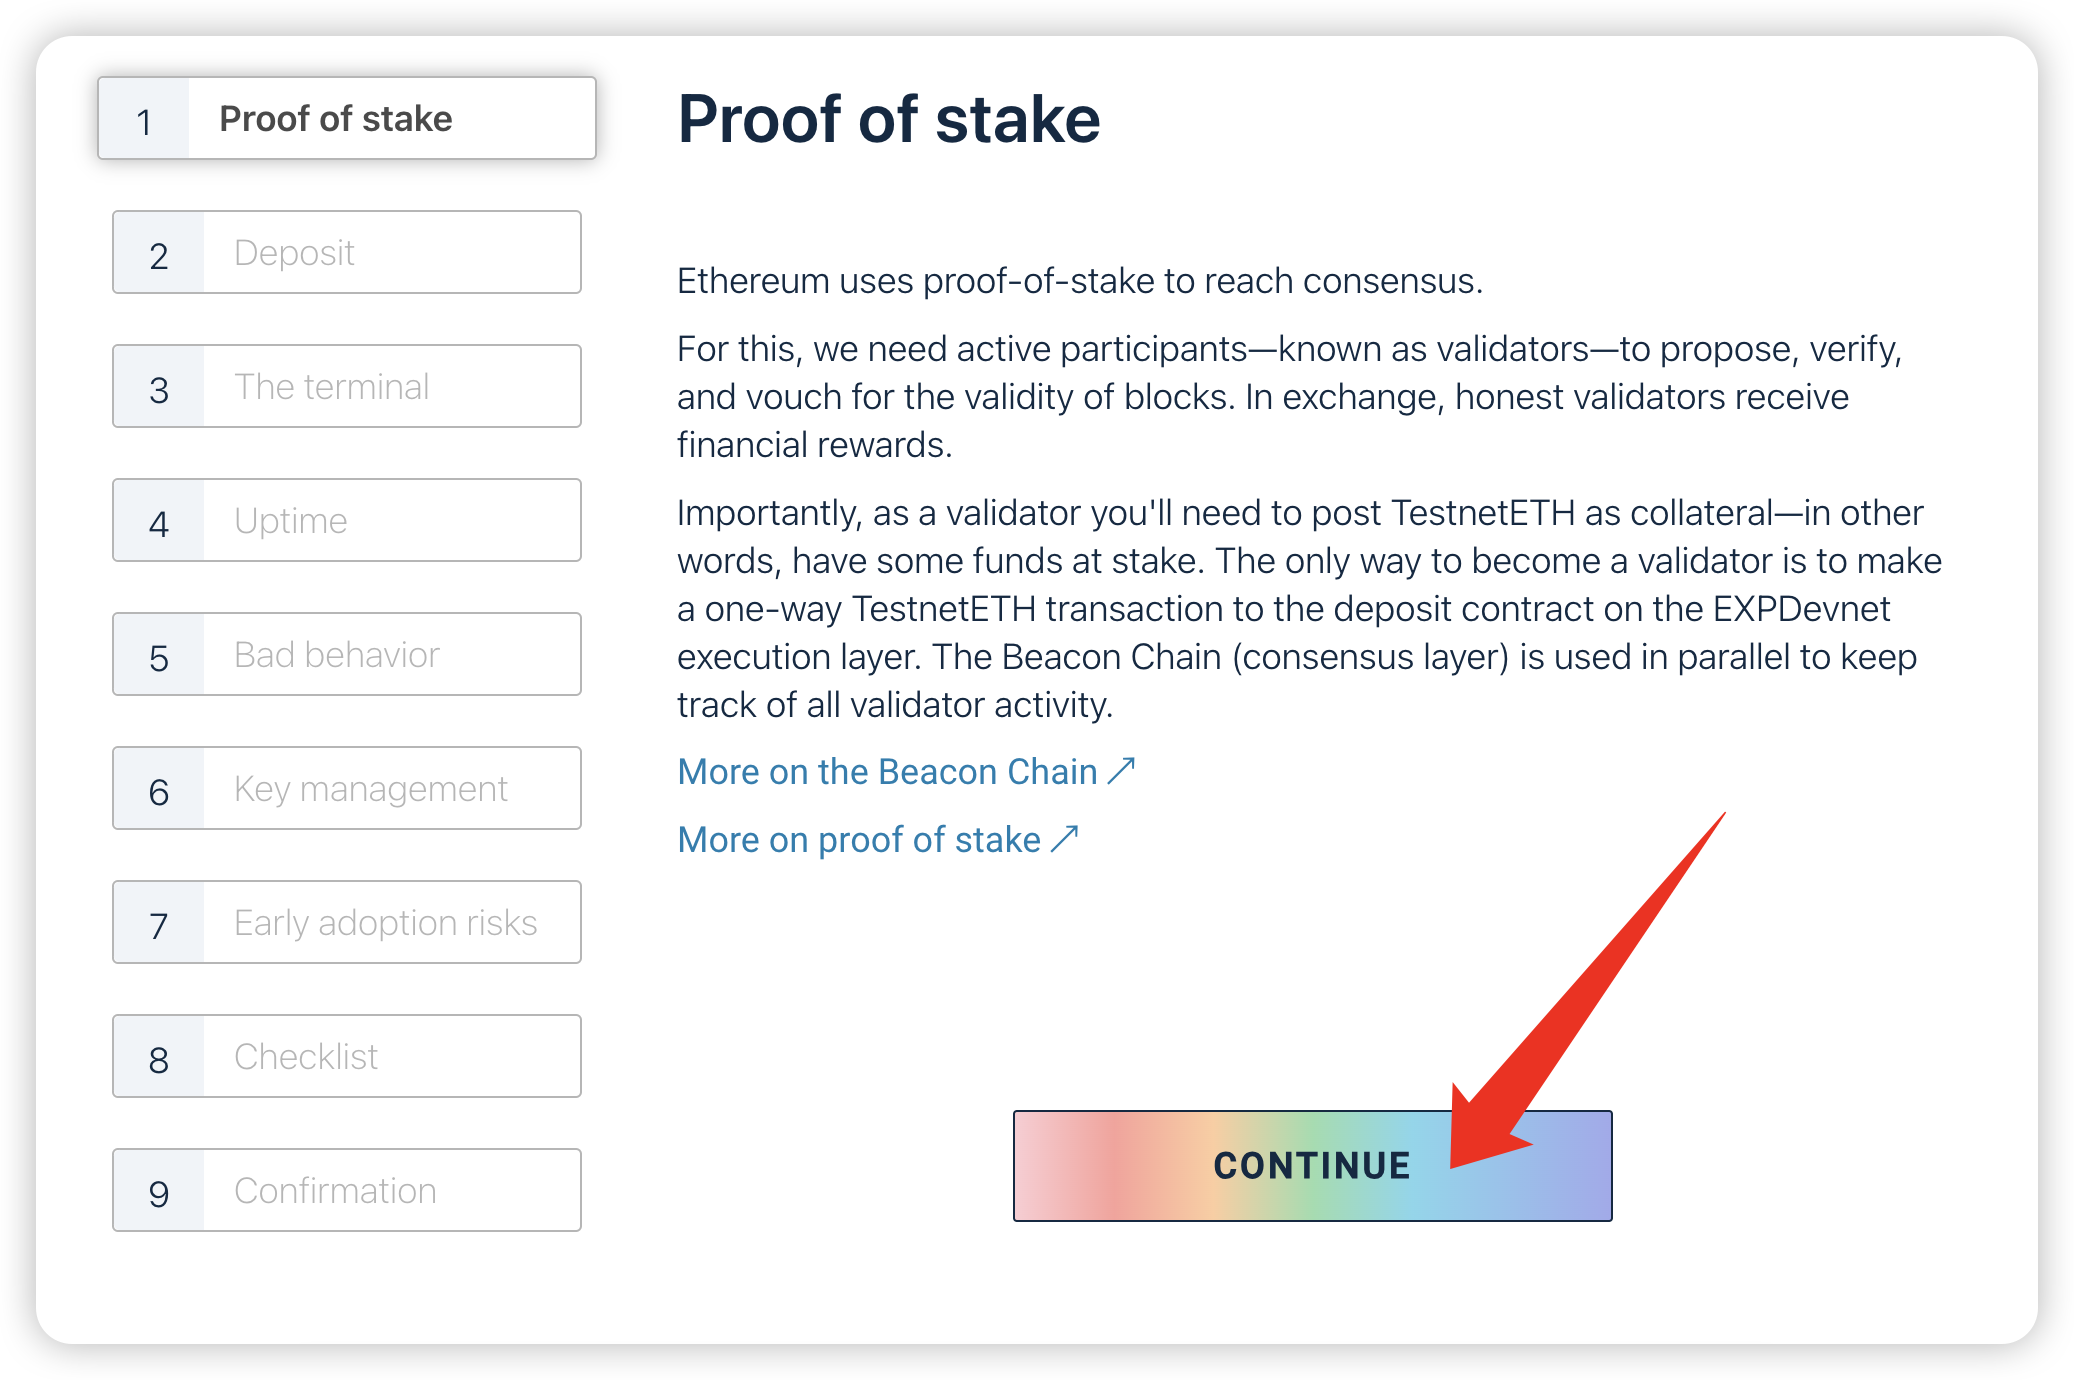 1 Proof of stake
2 Deposit
3 The terminal
4 Uptime
5 Bad behavior
6 Key management
7 Early adoption risks
8 Checklist
9 Confirmation
Proof of stake
Ethereum uses proof-of-stake to reach consensus.
For this, we need active participants—known as validators—to propose, verify,
and vouch for the validity of blocks. In exchange, honest validators receive
financial rewards.
Importantly, as a validator you'll need to post TestnetETH as collateral—in other
words, have some funds at stake. The only way to become a validator is to make
a one-way TestnetETH transaction to the deposit contract on the EXPDevnet
execution layer. The Beacon Chain (consensus layer) is used in parallel to keep
track of all validator activity.
More on the Beacon Chain ↗
More on proof of stake ↗
CONTINUE